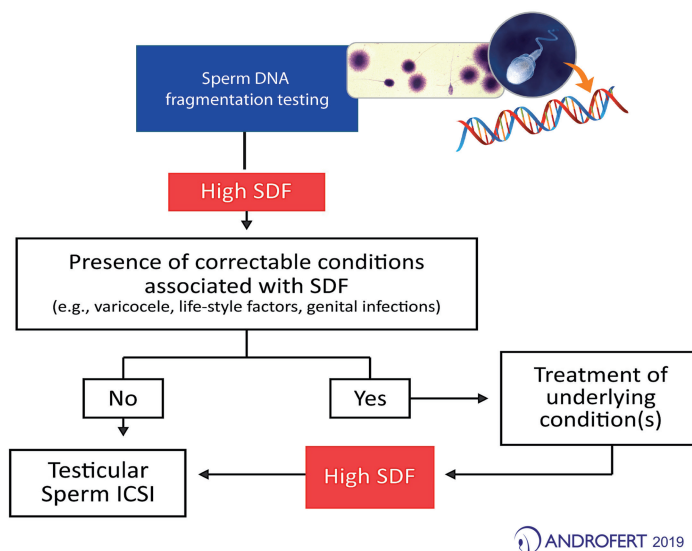 Sperm DNA
fragmentation testing
High SDF
Presence of correctable conditions
associated with SDF
(e.g., varicocele, life-style factors, genital infections)
No
Yes
Treatment of
underlying
condition(s)
Testicular
Sperm ICSI
High SDF
ANDROFERT 2019